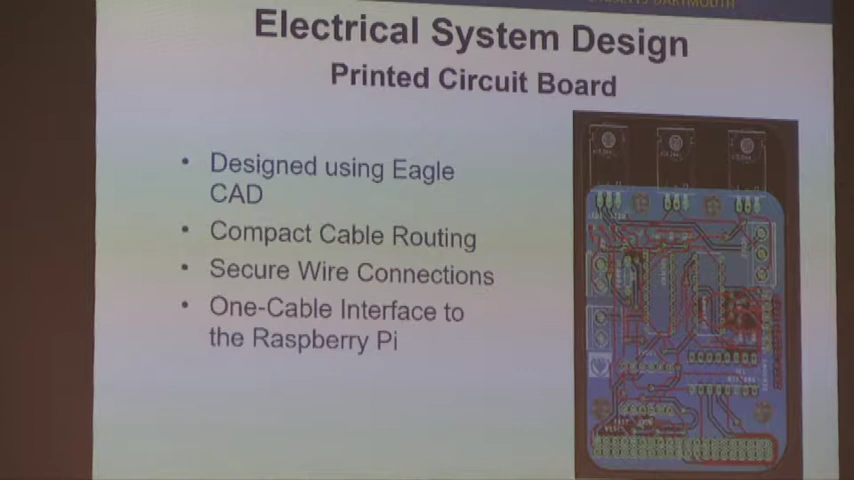 DARTMOUTH
Electrical System Design
Printed Circuit Board
• Designed using Eagle
CAD
• Compact Cable Routing
• Secure Wire Connections
• One-Cable Interface to
the Raspberry Pi